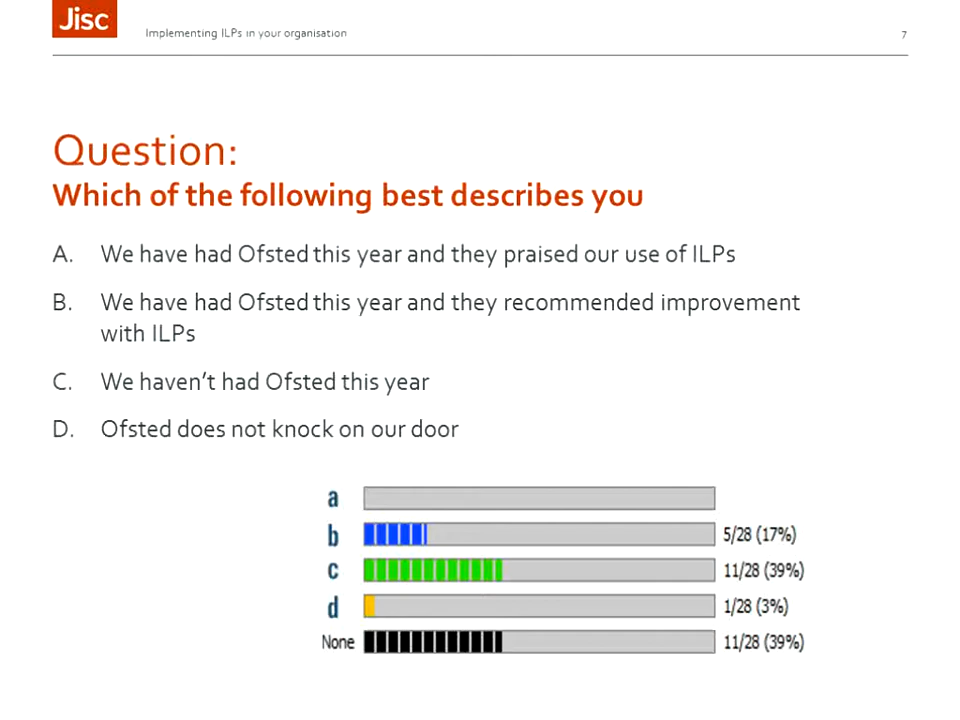 Jisc
Implementing ILPs in your organisation
7
Question:
Which of the following best describes you
A. We have had Ofsted this year and they praised our use of ILPs
B. We have had Ofsted this year and they recommended improvement
with ILPs
C. We haven't had Ofsted this year
D. Ofsted does not knock on our door
a
b 5/28 (17%)
c 11/28 (39%)
d 1/28 (3%)
None 11/28 (39%)